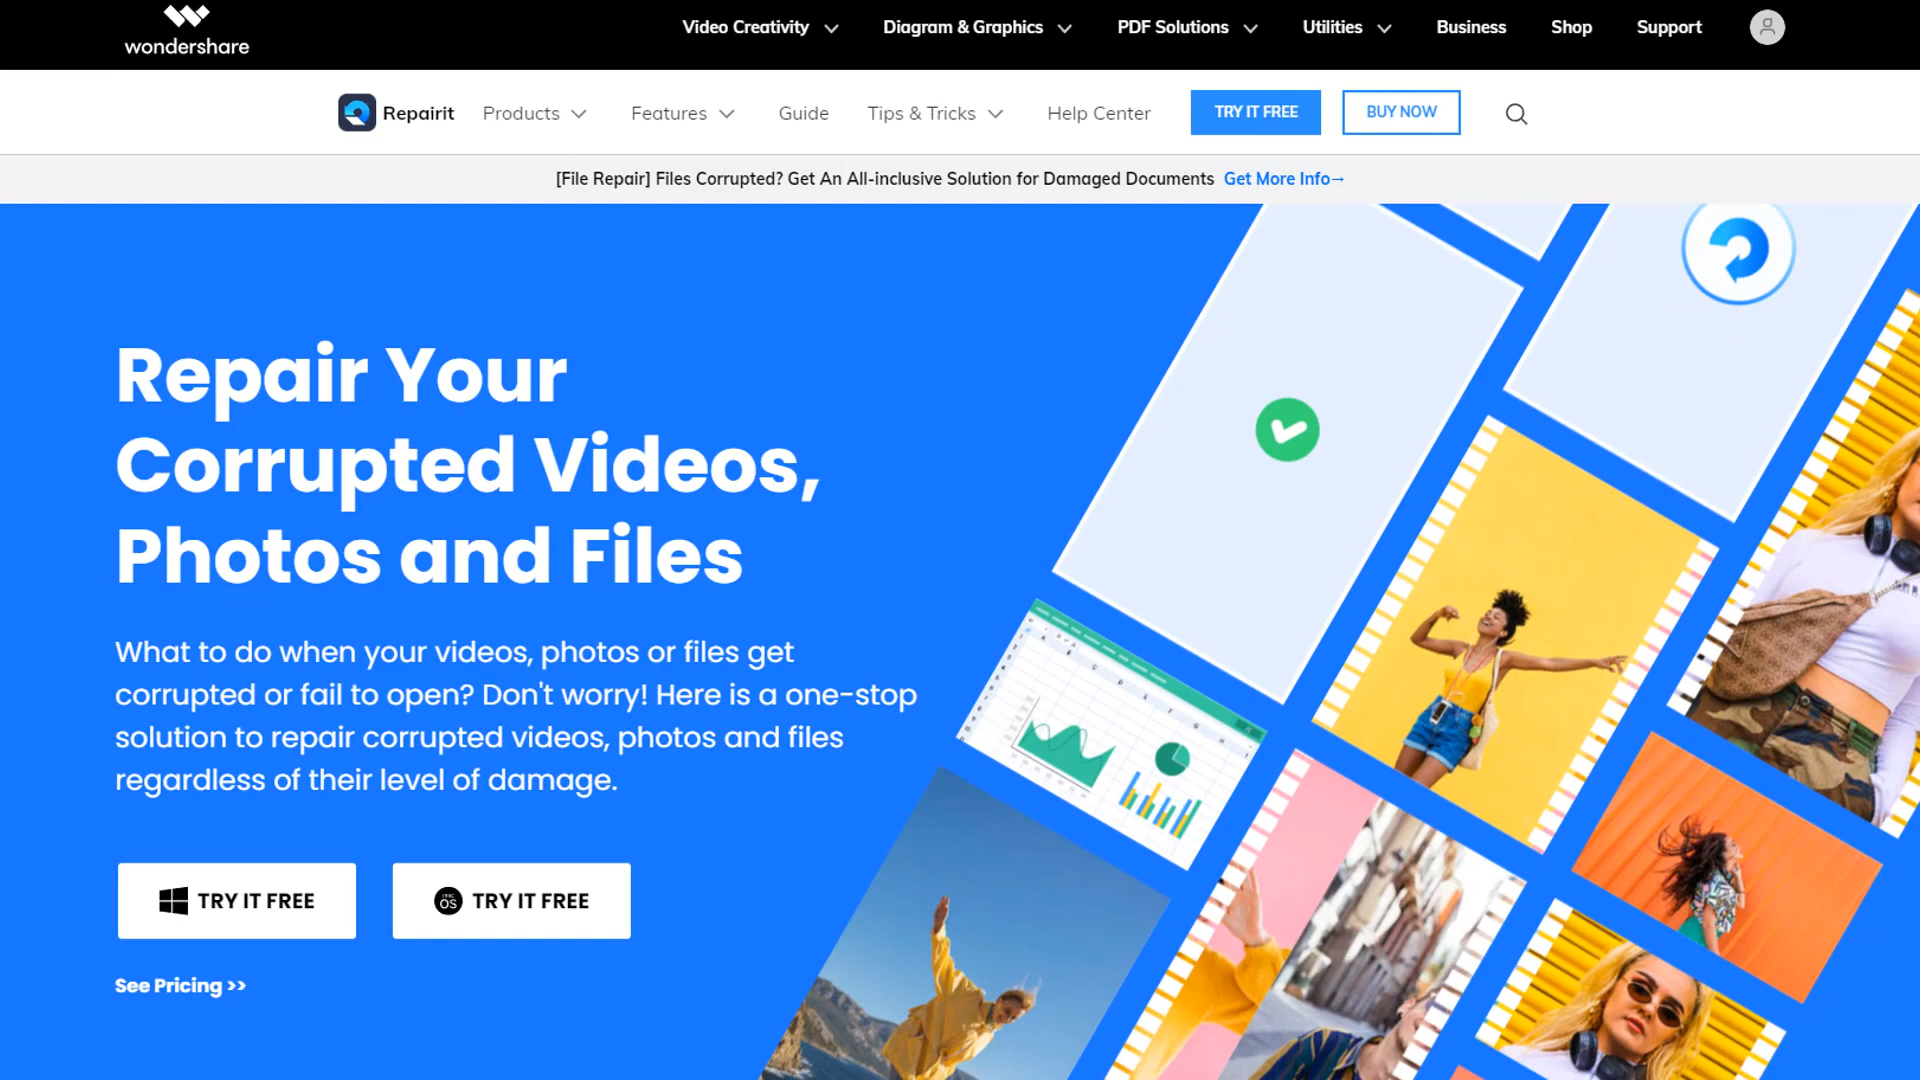 wondershare
Video Creativity Diagram & Graphics PDF Solutions Utilities Business Shop Support
Repairit Products Features Guide Tips & Tricks Help Center TRY IT FREE BUY NOW
[File Repair] Files Corrupted? Get An All-inclusive Solution for Damaged Documents Get More Info→
Repair Your
Corrupted Videos,
Photos and Files
What to do when your videos, photos or files get
corrupted or fail to open? Don't worry! Here is a one-stop
solution to repair corrupted videos, photos and files
regardless of their level of damage.
TRY IT FREE macOS TRY IT FREE
See Pricing >>